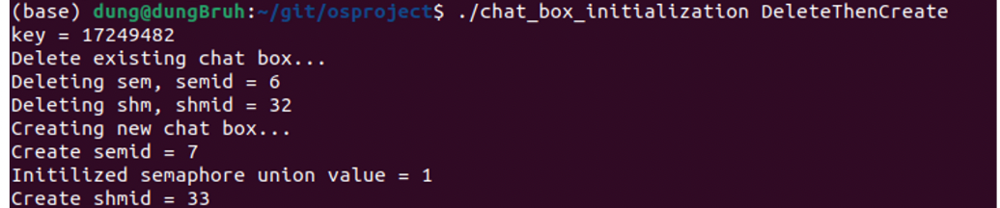 (base) dung@dungBruh:~/git/osproject$ ./chat_box_initialization DeleteThenCreate
key = 17249482
Delete existing chat box...
Deleting sem, semid = 6
Deleting shm, shmid = 32
Creating new chat box...
Create semid = 7
Initilized semaphore union value = 1
Create shmid = 33